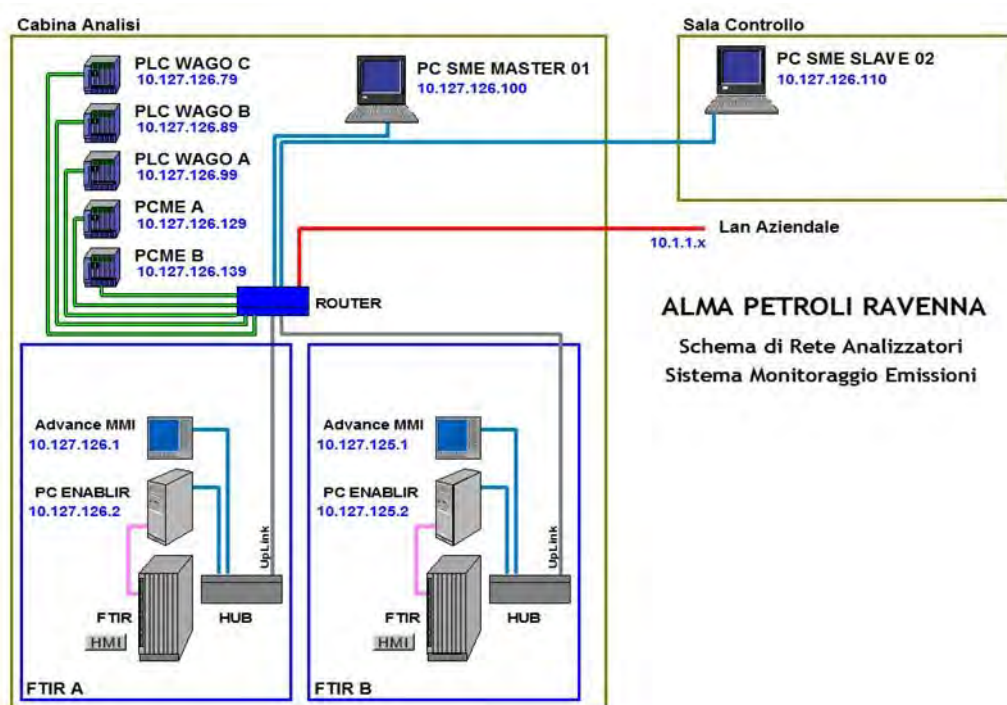 Cabina Analisi
Sala Controllo
PLC WAGO C
10.127.126.79
PLC WAGO B
10.127.126.89
PLC WAGO A
10.127.126.99
PCME A
10.127.126.129
PCME B
10.127.126.139
PC SME MASTER 01
10.127.126.100
PC SME SLAVE 02
10.127.126.110
Lan Aziendale
10.1.1.x
ROUTER
ALMA PETROLI RAVENNA
Schema di Rete Analizzatori
Sistema Monitoraggio Emissioni
Advance MMI
10.127.126.1
PC ENABLIR
10.127.126.2
UpLink
FTIR
HMI
HUB
FTIR A
Advance MMI
10.127.125.1
PC ENABLIR
10.127.125.2
UpLink
FTIR
HMI
HUB
FTIR B